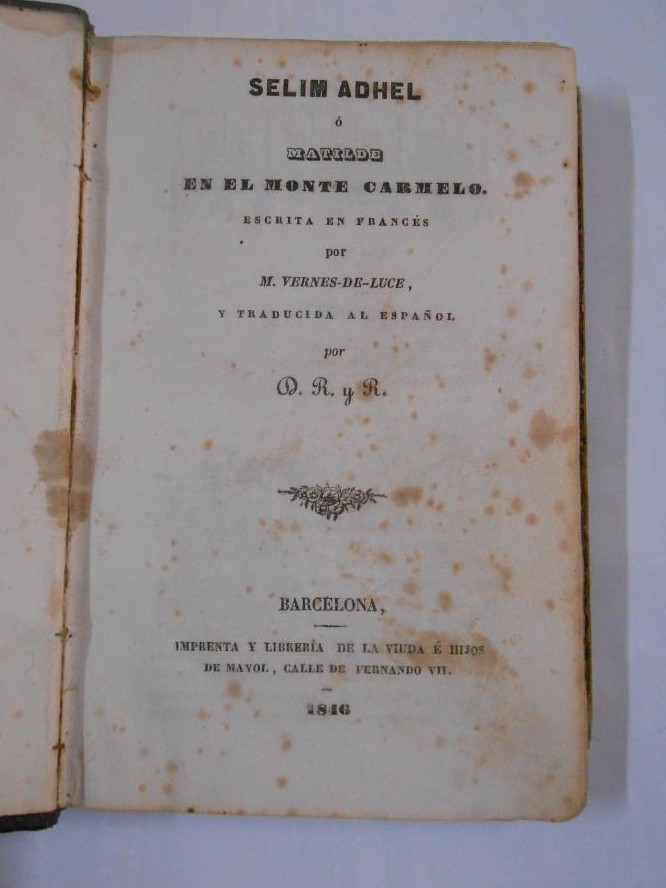 SELIM ADHEL
ó
MATILDE
EN EL MONTE CARMELO.
ESCRITA EN FRANCÉS
por
M. VERNES-DE-LUCE,
Y TRADUCIDA AL ESPAÑOL
por
D. R. y R.
BARCELONA,
IMPRENTA Y LIBRERÍA DE LA VIUDA É HIJOS
DE MAYOL, CALLE DE FERNANDO VII.
1846